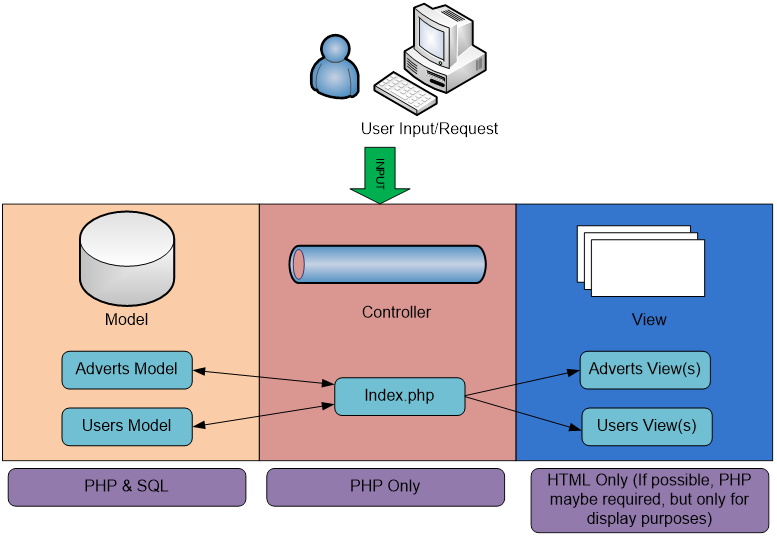 User Input/Request
INPUT
Model
Controller
View
Adverts Model
Index.php
Adverts View(s)
Users Model
Users View(s)
PHP & SQL
PHP Only
HTML Only (If possible, PHP
maybe required, but only for
display purposes)